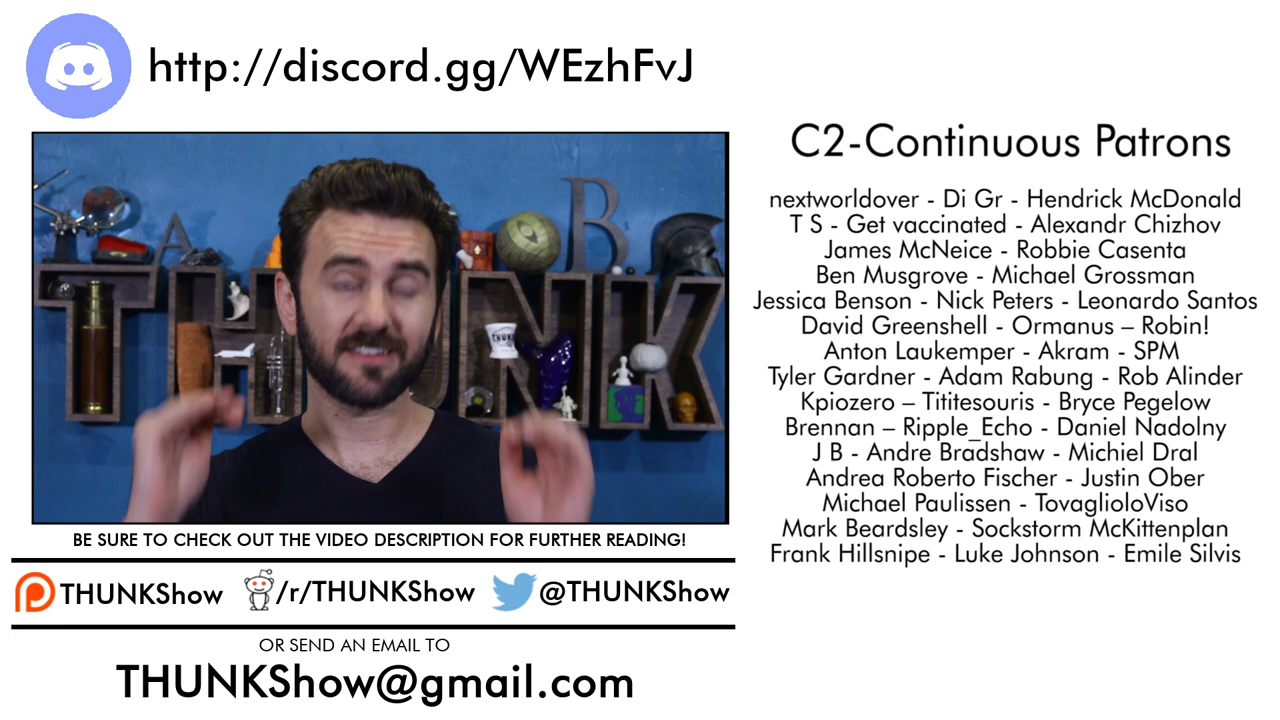 http://discord.gg/WEzhFvJ
A
B
THUNK
THUNK
BE SURE TO CHECK OUT THE VIDEO DESCRIPTION FOR FURTHER READING!
THUNKShow
/r/THUNKShow
@THUNKShow
OR SEND AN EMAIL TO
THUNKShow@gmail.com
C2-Continuous Patrons
nextworldover - Di Gr - Hendrick McDonald
T S - Get vaccinated - Alexandr Chizhov
James McNeice - Robbie Casenta
Ben Musgrove - Michael Grossman
Jessica Benson - Nick Peters - Leonardo Santos
David Greenshell - Ormanus – Robin!
Anton Laukemper - Akram - SPM
Tyler Gardner - Adam Rabung - Rob Alinder
Kpiozero – Tititesouris - Bryce Pegelow
Brennan – Ripple_Echo - Daniel Nadolny
J B - Andre Bradshaw - Michiel Dral
Andrea Roberto Fischer - Justin Ober
Michael Paulissen - TovaglioloViso
Mark Beardsley - Sockstorm McKittenplan
Frank Hillsnipe - Luke Johnson - Emile Silvis